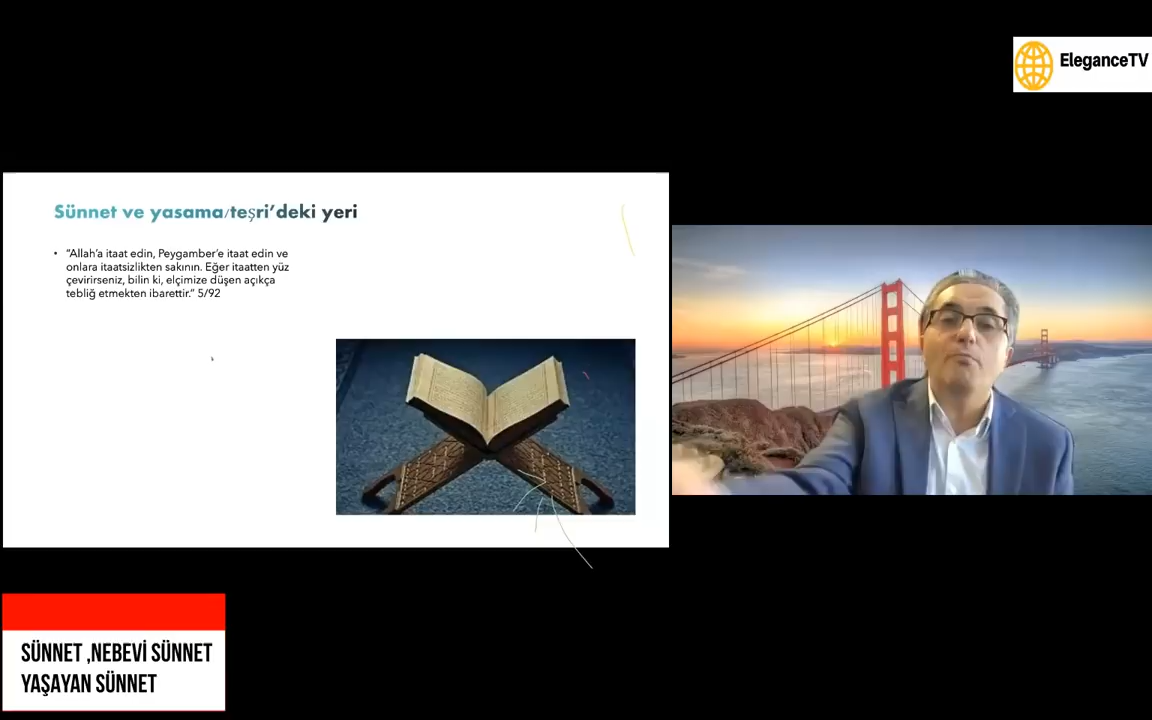 EleganceTV
Sünnet ve yasama/teşri’deki yeri
• “Allah’a itaat edin, Peygamber’e itaat edin ve
onlara itaatsizlikten sakının. Eğer itaatten yüz
çevirirseniz, bilin ki, elçimize düşen açıkça
tebliğ etmekten ibarettir.” 5/92
SÜNNET ,NEBEVİ SÜNNET
YAŞAYAN SÜNNET